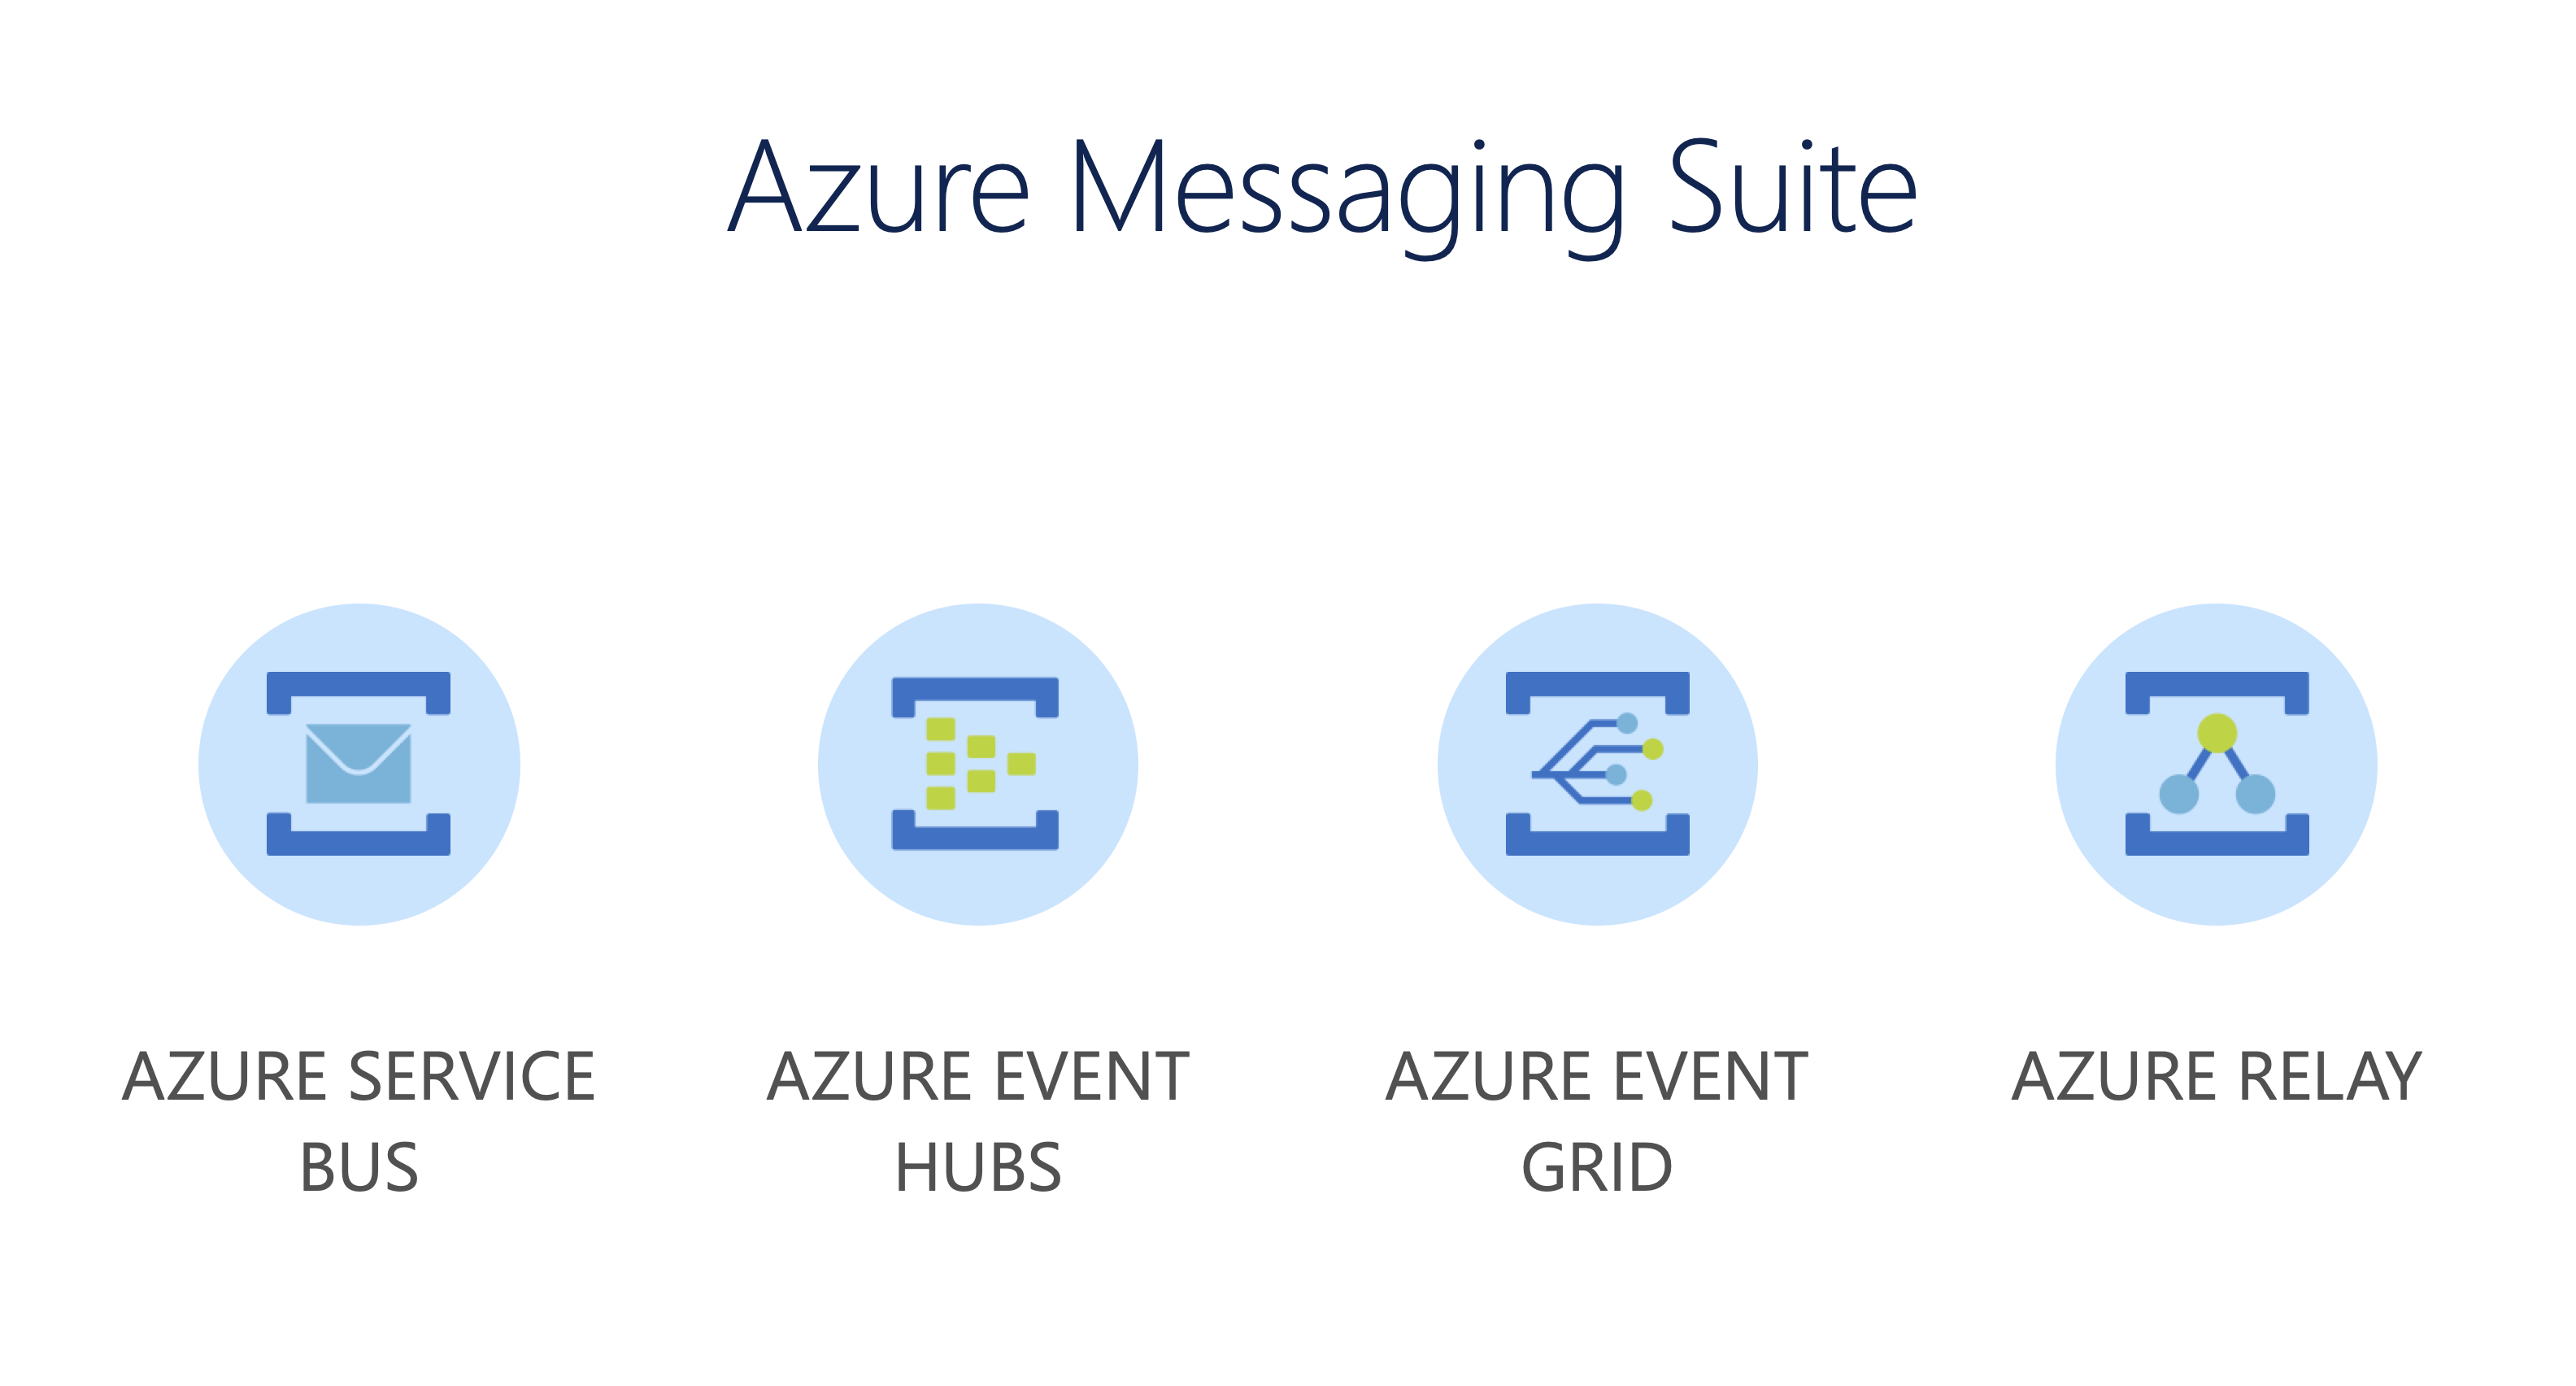 Azure Messaging Suite
AZURE SERVICE
BUS
AZURE EVENT
HUBS
AZURE EVENT
GRID
AZURE RELAY